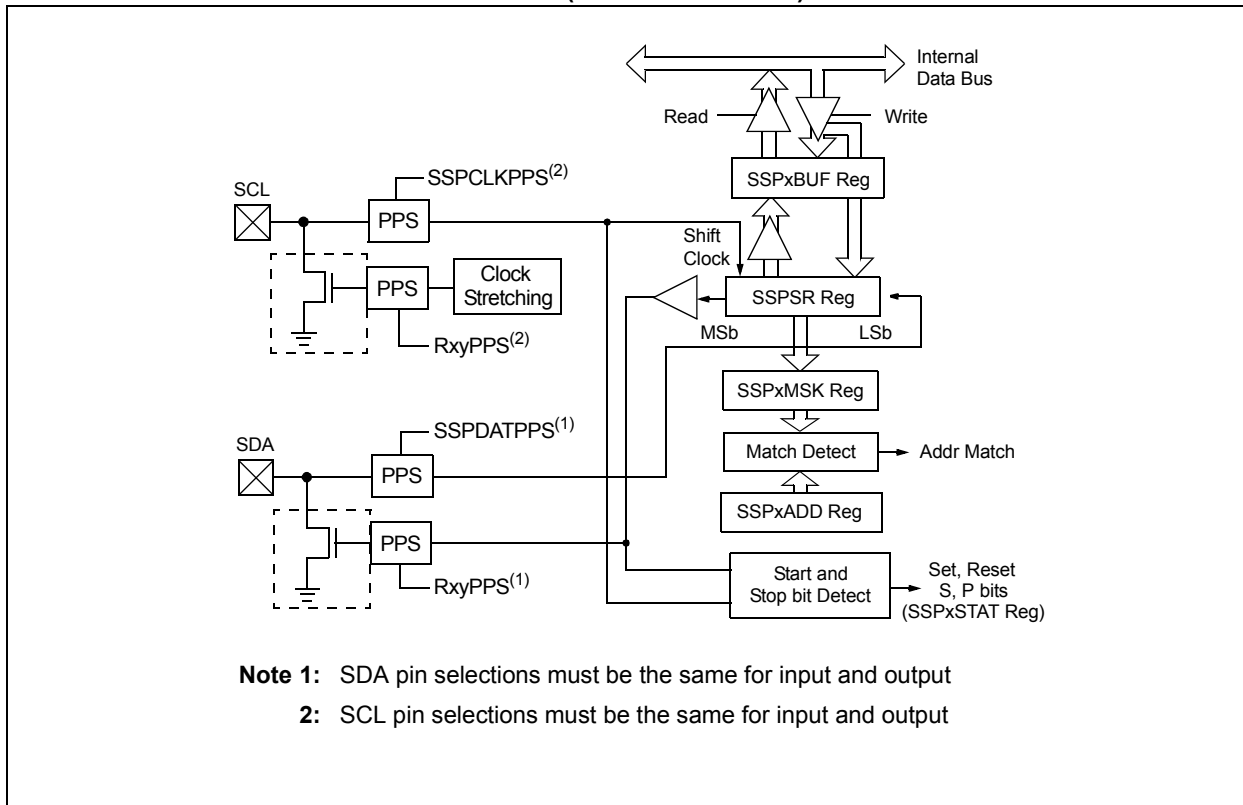 Internal
Data Bus
Read
Write
SSPxBUF Reg
SSPCLKPPS(2)
SCL
PPS
Shift
Clock
PPS
Clock
Stretching
SSPSR Reg
MSb
LSb
RxyPPS(2)
SSPxMSK Reg
SSPDATPPS(1)
SDA
PPS
Match Detect
Addr Match
SSPxADD Reg
PPS
RxyPPS(1)
Start and
Stop bit Detect
Set, Reset
S, P bits
(SSPxSTAT Reg)
Note 1: SDA pin selections must be the same for input and output
2: SCL pin selections must be the same for input and output